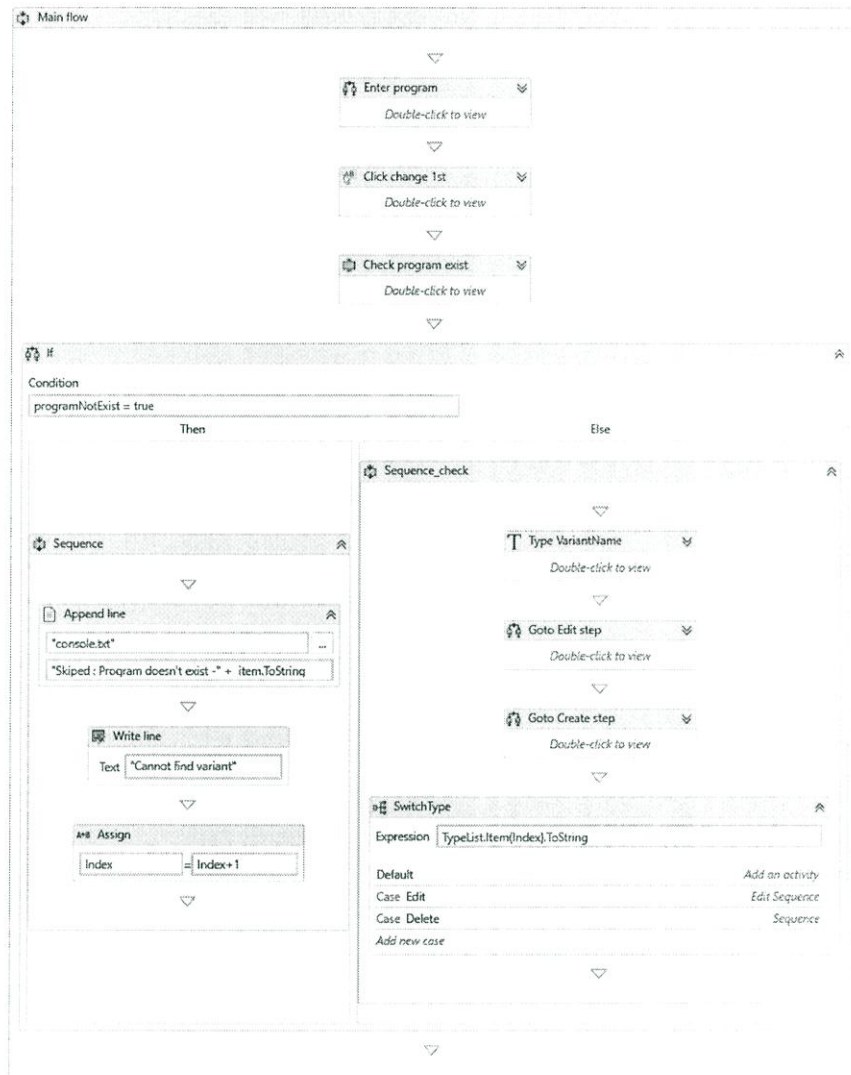 Main flow
Enter program
Double-click to view
Click change 1st
Double-click to view
Check program exist
Double-click to view
If
Condition
programNotExist = true
Then
Else
Sequence
Append line
"console.txt"
...
"Skiped : Program doesn't exist -" + item.ToString
Write line
Text "Cannot find variant"
A+B Assign
Index = Index+1
Sequence_check
T Type VariantName
Double-click to view
Goto Edit step
Double-click to view
Goto Create step
Double-click to view
SwitchType
Expression TypeList.Item(Index).ToString
Default Add an activity
Case Edit Edit Sequence
Case Delete Sequence
Add new case